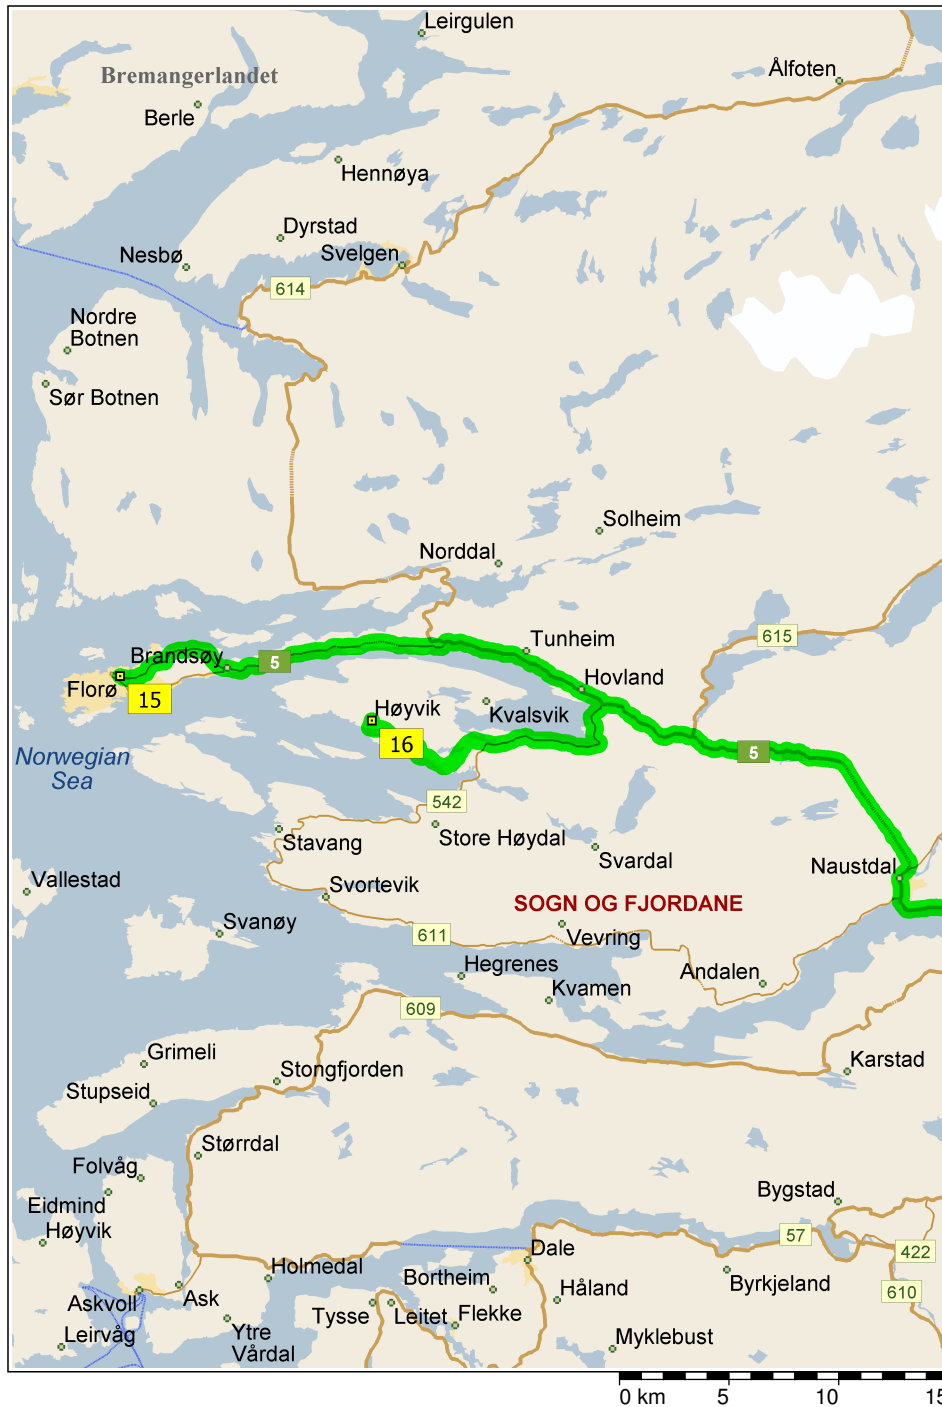 Leirgulen
Ålfoten
Bremangerlandet
Berle
Hennøya
Dyrstad
Svelgen
Nesbø
614
Nordre
Botnen
Sør Botnen
Solheim
Norddal
Tunheim
615
Brandsøy
5
Florø
15
Hovland
Høyvik
Kvalsvik
16
Norwegian
Sea
5
542
Stavang
Store Høydal
Svardal
Naustdal
Vallestad
Svortevik
SOGN OG FJORDANE
Svanøy
611
Vevring
Hegrenes
Andalen
Kvamen
609
Grimeli
Karstad
Stongfjorden
Stupseid
Størrdal
Folvåg
Bygstad
Eidmind
Høyvik
57
Dale
422
Holmedal
Bortheim
Håland
Byrkjeland
610
Askvoll
Ask
Tysse
Leitet
Flekke
Leirvåg
Ytre
Vårdal
Myklebust
0 km 5 10 15